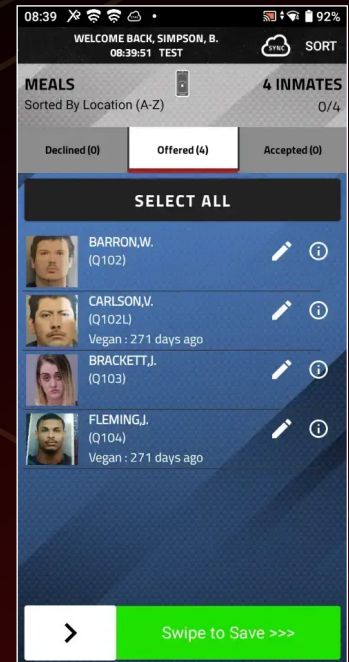 08:39 92%
WELCOME BACK, SIMPSON, B.
08:39:51 TEST
SYNC SORT
MEALS 4 INMATES
Sorted By Location (A-Z) 0/4
Declined (0) Offered (4) Accepted (0)
SELECT ALL
BARRON,W.
(Q102)
CARLSON,V.
(Q102L)
Vegan : 271 days ago
BRACKETT,J.
(Q103)
FLEMING,J.
(Q104)
Vegan : 271 days ago
Swipe to Save >>>